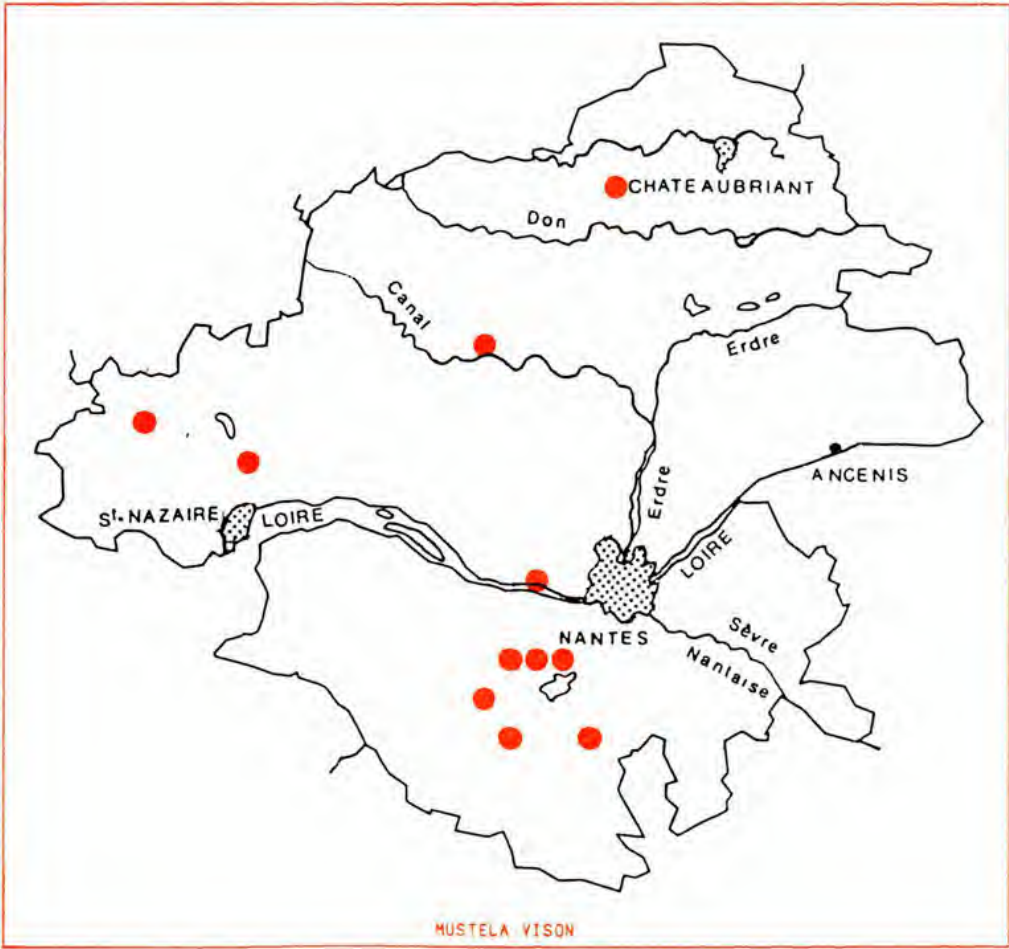 CHATEAUBRIANT
Don
Canal
Erdre
Erdre
ANCENIS
St. NAZAIRE
LOIRE
LOIRE
NANTES
Sèvre
Nantaise
MUSTELA VISON